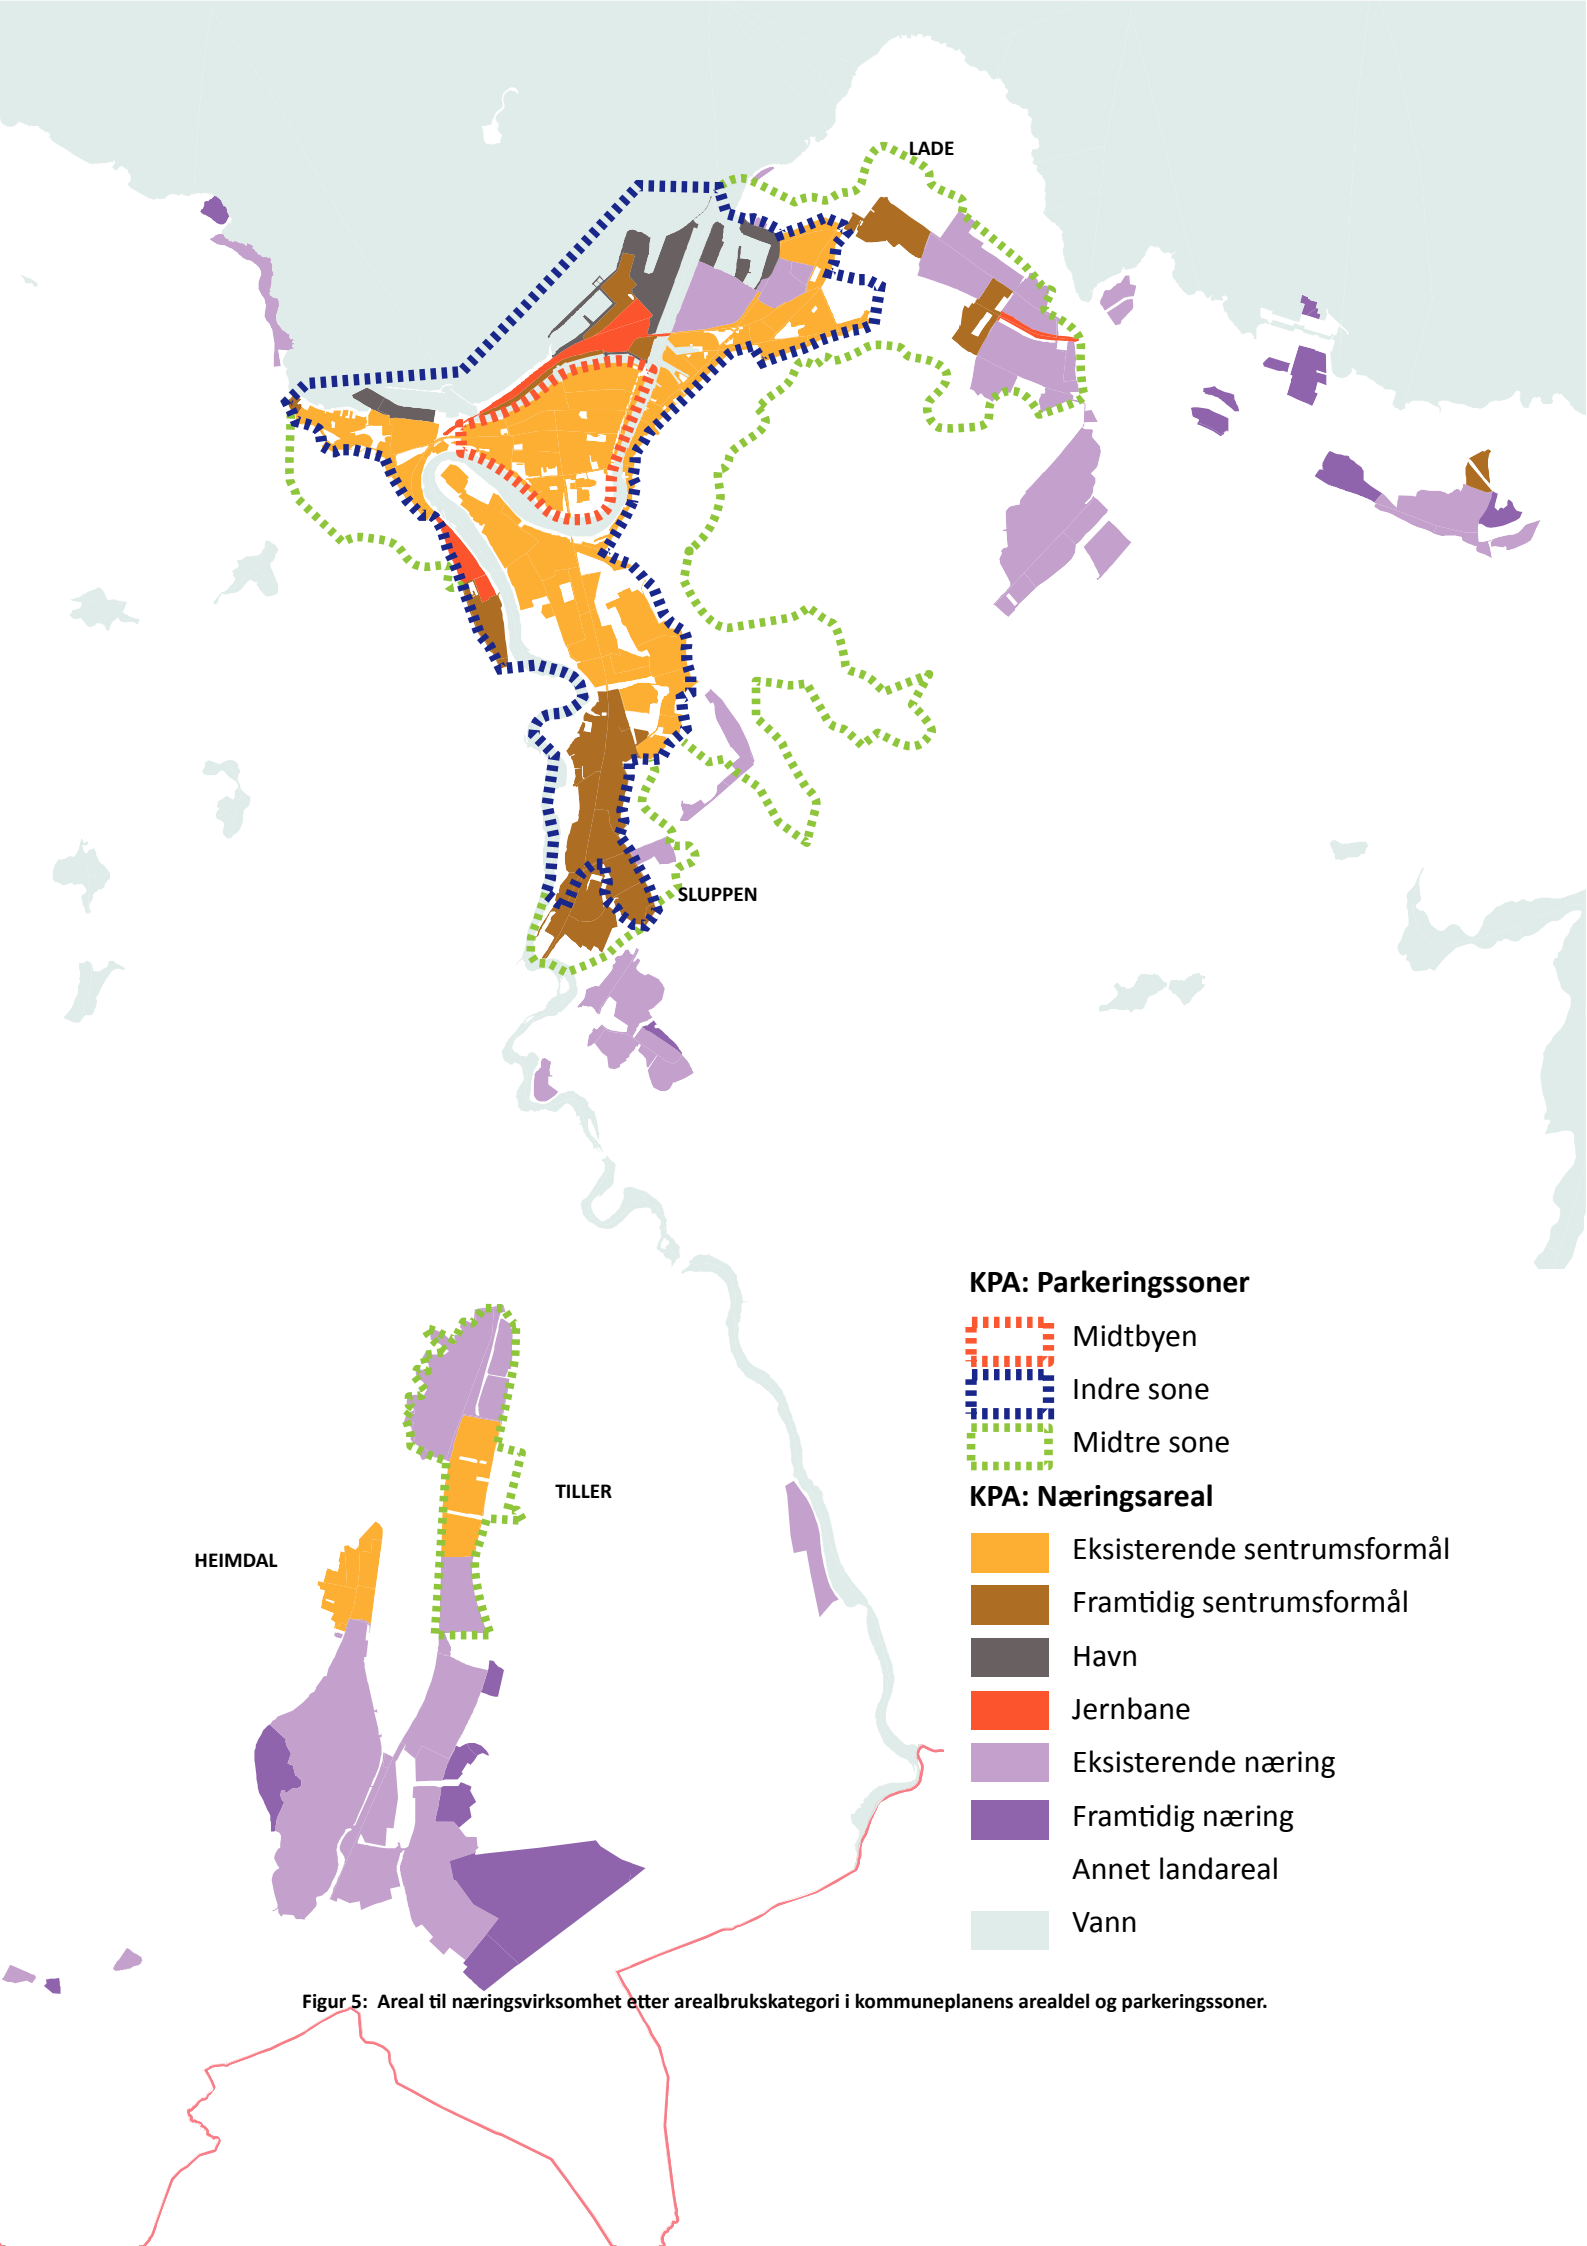 LADE
SLUPPEN
KPA: Parkeringssoner
Midtbyen
Indre sone
Midtre sone
KPA: Næringsareal
TILLER
Eksisterende sentrumsformål
HEIMDAL
Framtidig sentrumsformål
Havn
Jernbane
Eksisterende næring
Framtidig næring
Annet landareal
Vann
Figur 5: Areal til næringsvirksomhet etter arealbrukskategori i kommuneplanens arealdel og parkeringssoner.